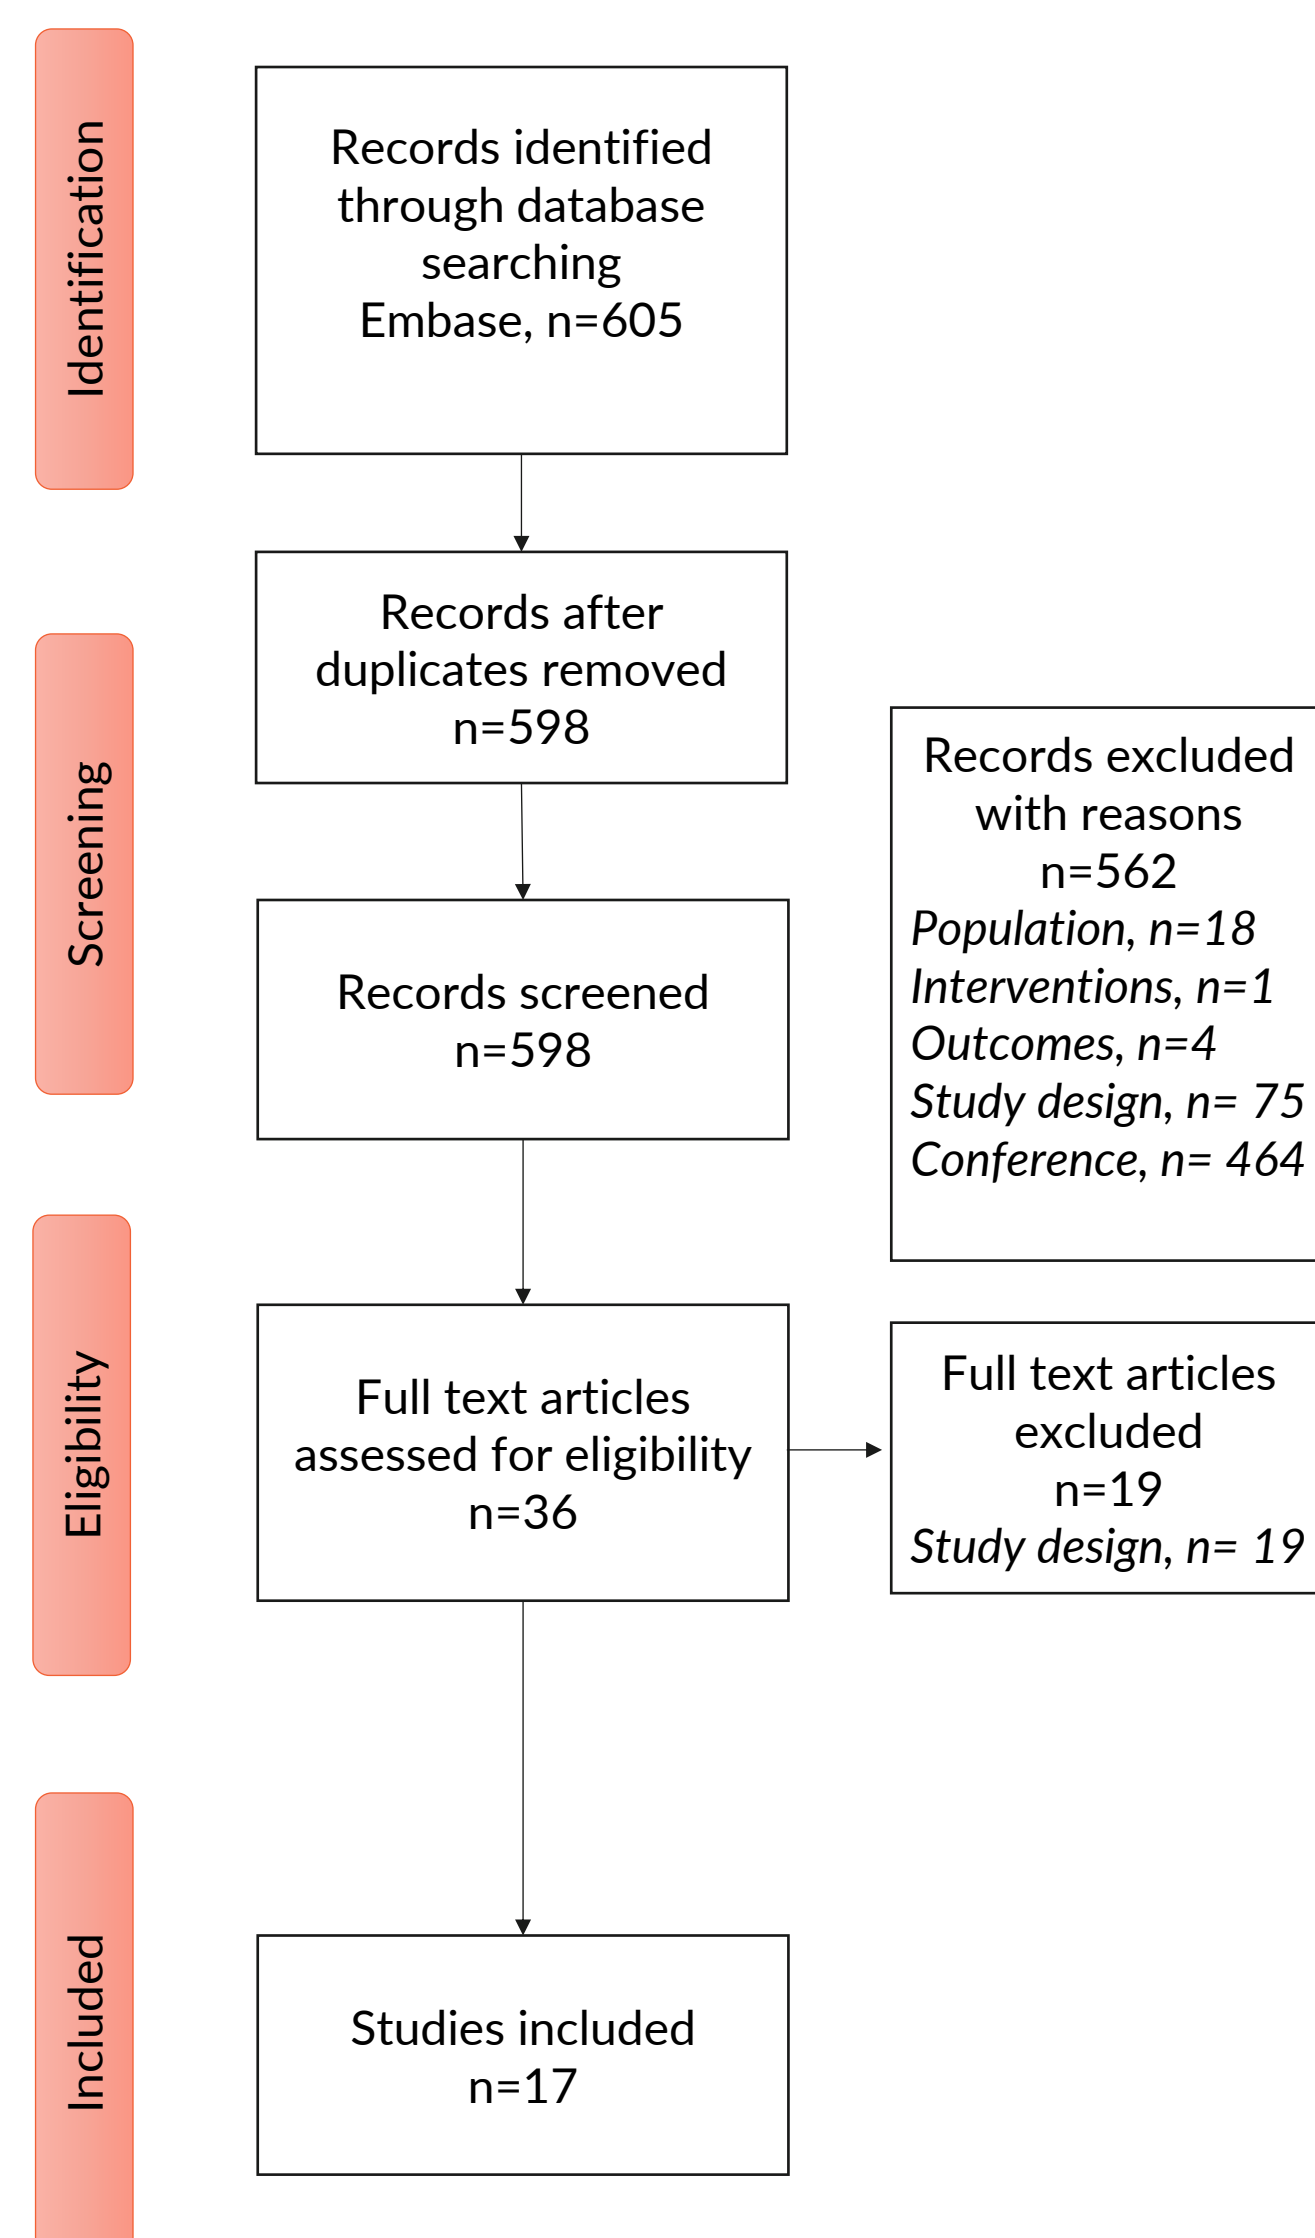 Identification
Records identified
through database
searching
Embase, n=605
Screening
Records after
duplicates removed
n=598
Records screened
n=598
Records excluded
with reasons
n=562
Population, n=18
Interventions, n=1
Outcomes, n=4
Study design, n= 75
Conference, n= 464
Eligibility
Full text articles
assessed for eligibility
n=36
Full text articles
excluded
n=19
Study design, n= 19
Included
Studies included
n=17